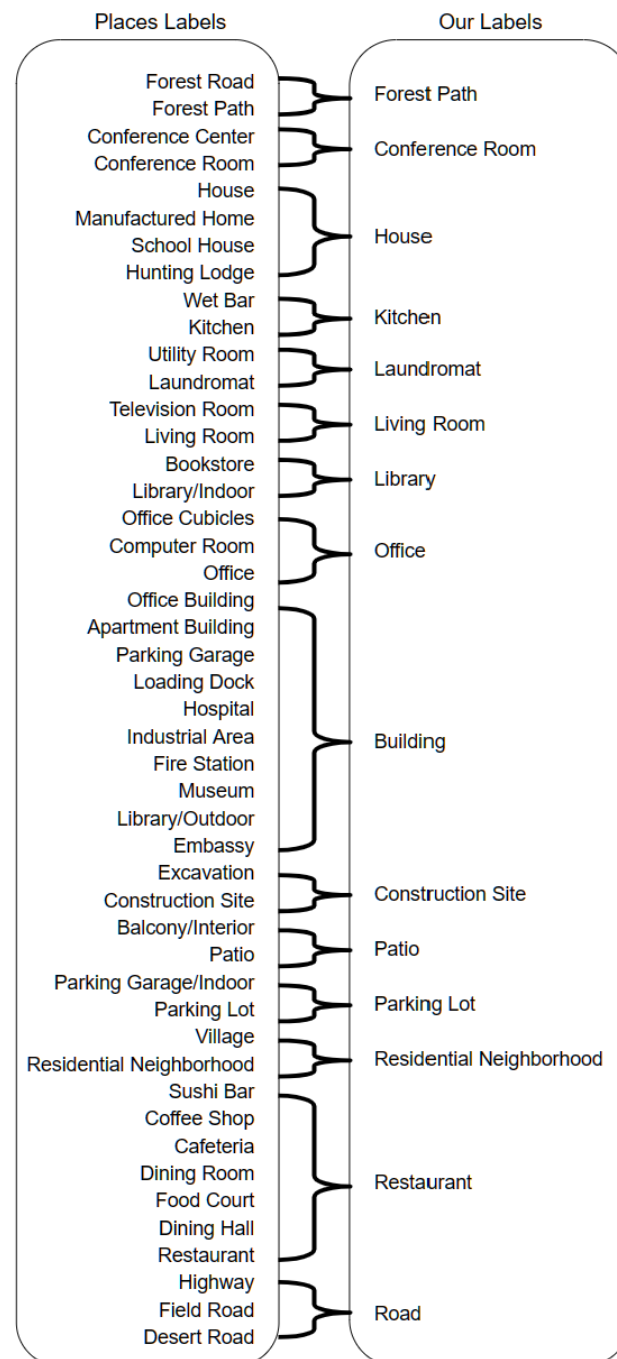 Places Labels
Our Labels
Forest Road
Forest Path
Forest Path
Conference Center
Conference Room
Conference Room
House
Manufactured Home
School House
Hunting Lodge
House
Wet Bar
Kitchen
Kitchen
Utility Room
Laundromat
Laundromat
Television Room
Living Room
Living Room
Bookstore
Library/Indoor
Library
Office Cubicles
Computer Room
Office
Office
Office Building
Apartment Building
Parking Garage
Loading Dock
Hospital
Industrial Area
Fire Station
Museum
Library/Outdoor
Embassy
Building
Excavation
Construction Site
Construction Site
Balcony/Interior
Patio
Patio
Parking Garage/Indoor
Parking Lot
Parking Lot
Village
Residential Neighborhood
Residential Neighborhood
Sushi Bar
Coffee Shop
Cafeteria
Dining Room
Food Court
Dining Hall
Restaurant
Restaurant
Highway
Field Road
Desert Road
Road